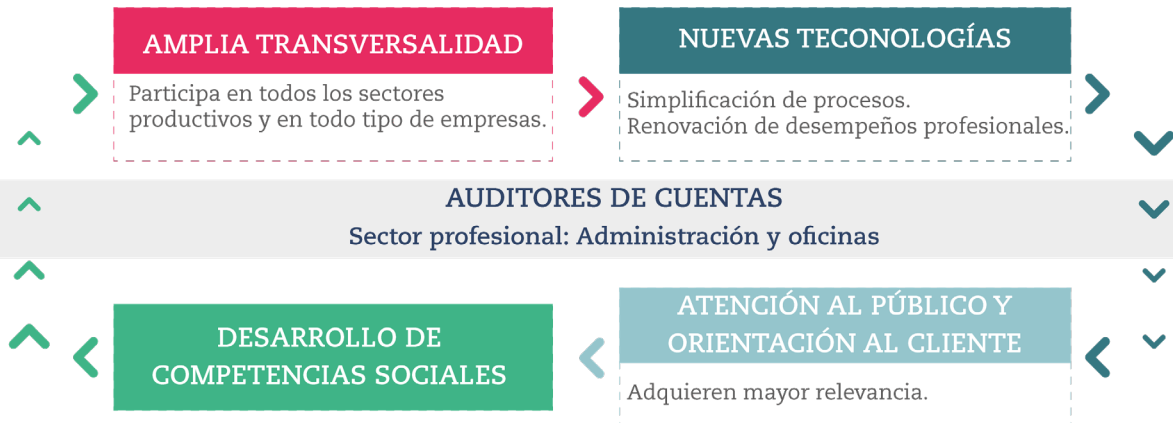 AMPLIA TRANSVERSALIDAD
Participa en todos los sectores
productivos y en todo tipo de empresas.
NUEVAS TECONOLOGÍAS
Simplificación de procesos.
Renovación de desempeños profesionales.
AUDITORES DE CUENTAS
Sector profesional: Administración y oficinas
DESARROLLO DE
COMPETENCIAS SOCIALES
ATENCIÓN AL PÚBLICO Y
ORIENTACIÓN AL CLIENTE
Adquieren mayor relevancia.